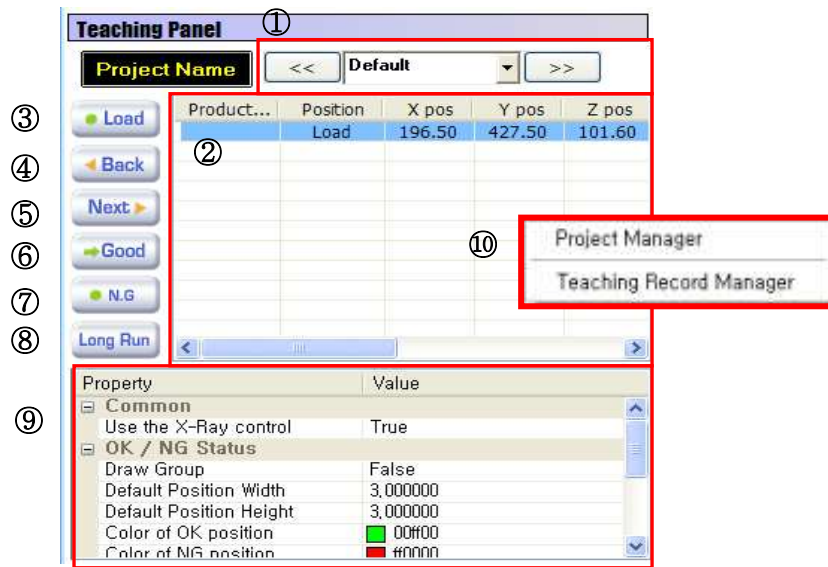 Teaching Panel
①
Project Name
<<
Default
>>
Product... Position X pos Y pos Z pos
Load 196.50 427.50 101.60
②
③ Load
④ Back
⑤ Next
⑥ Good
⑦ N.G
⑧ Long Run
⑩
Project Manager
Teaching Record Manager
⑨
Property Value
Common
Use the X-Ray control True
OK / NG Status
Draw Group False
Default Position Width 3,000000
Default Position Height 3,000000
Color of OK position 00ff00
Color of NG position ff0000